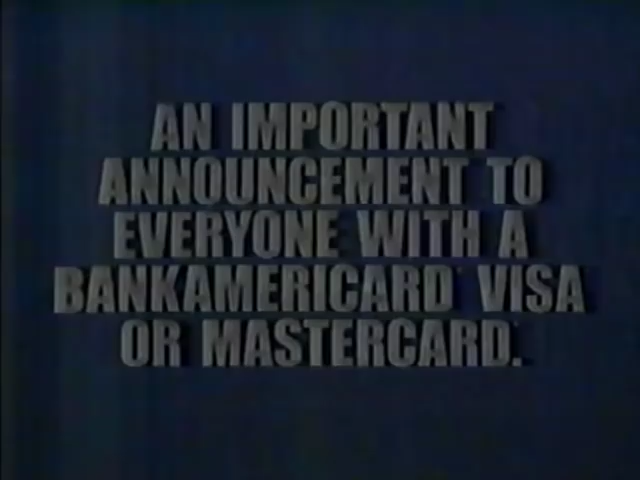 AN IMPORTANT
ANNOUNCEMENT TO
EVERYONE WITH A
BANKAMERICARD VISA
OR MASTERCARD.